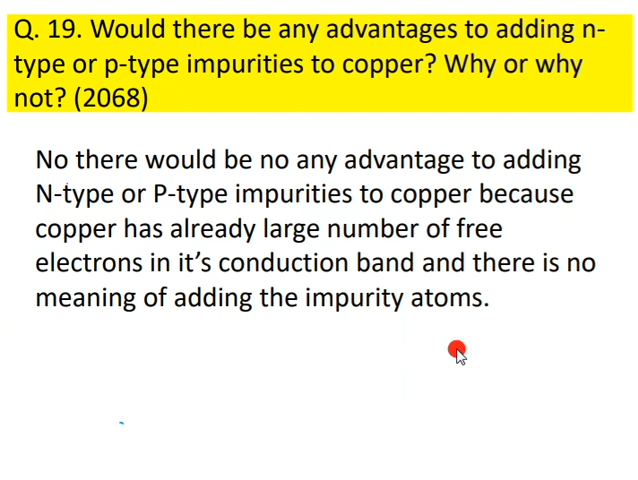 Q. 19. Would there be any advantages to adding n-
type or p-type impurities to copper? Why or why
not? (2068)
No there would be no any advantage to adding
N-type or P-type impurities to copper because
copper has already large number of free
electrons in it’s conduction band and there is no
meaning of adding the impurity atoms.